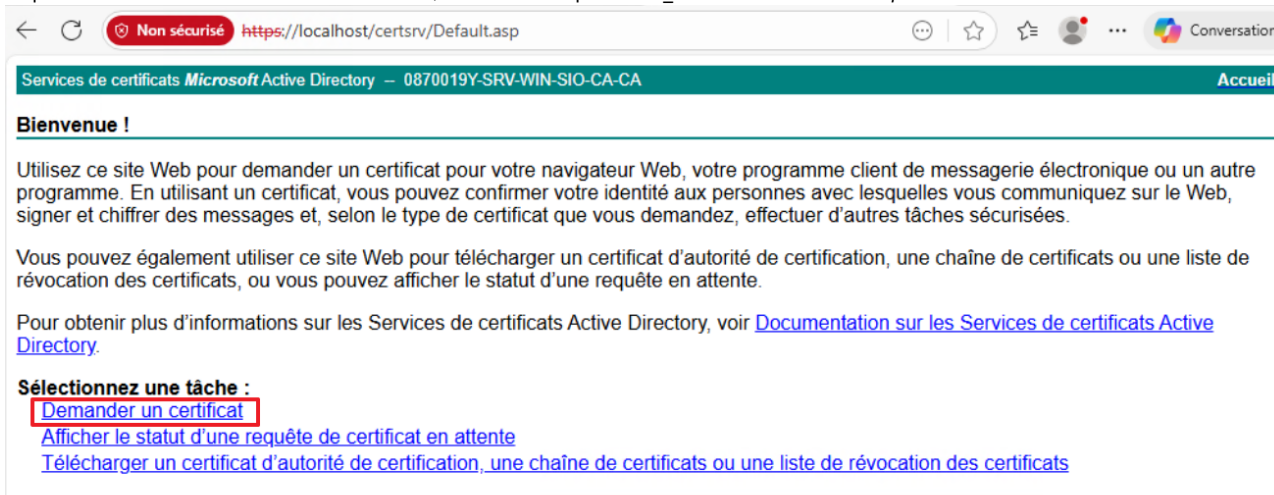 Non sécurisé https://localhost/certsrv/Default.asp Conversation
Services de certificats Microsoft Active Directory -- 0870019Y-SRV-WIN-SIO-CA-CA Accueil
Bienvenue !
Utilisez ce site Web pour demander un certificat pour votre navigateur Web, votre programme client de messagerie électronique ou un autre
programme. En utilisant un certificat, vous pouvez confirmer votre identité aux personnes avec lesquelles vous communiquez sur le Web,
signer et chiffrer des messages et, selon le type de certificat que vous demandez, effectuer d'autres tâches sécurisées.
Vous pouvez également utiliser ce site Web pour télécharger un certificat d'autorité de certification, une chaîne de certificats ou une liste de
révocation des certificats, ou vous pouvez afficher le statut d'une requête en attente.
Pour obtenir plus d'informations sur les Services de certificats Active Directory, voir Documentation sur les Services de certificats Active
Directory.
Sélectionnez une tâche :
Demander un certificat
Afficher le statut d'une requête de certificat en attente
Télécharger un certificat d'autorité de certification, une chaîne de certificats ou une liste de révocation des certificats